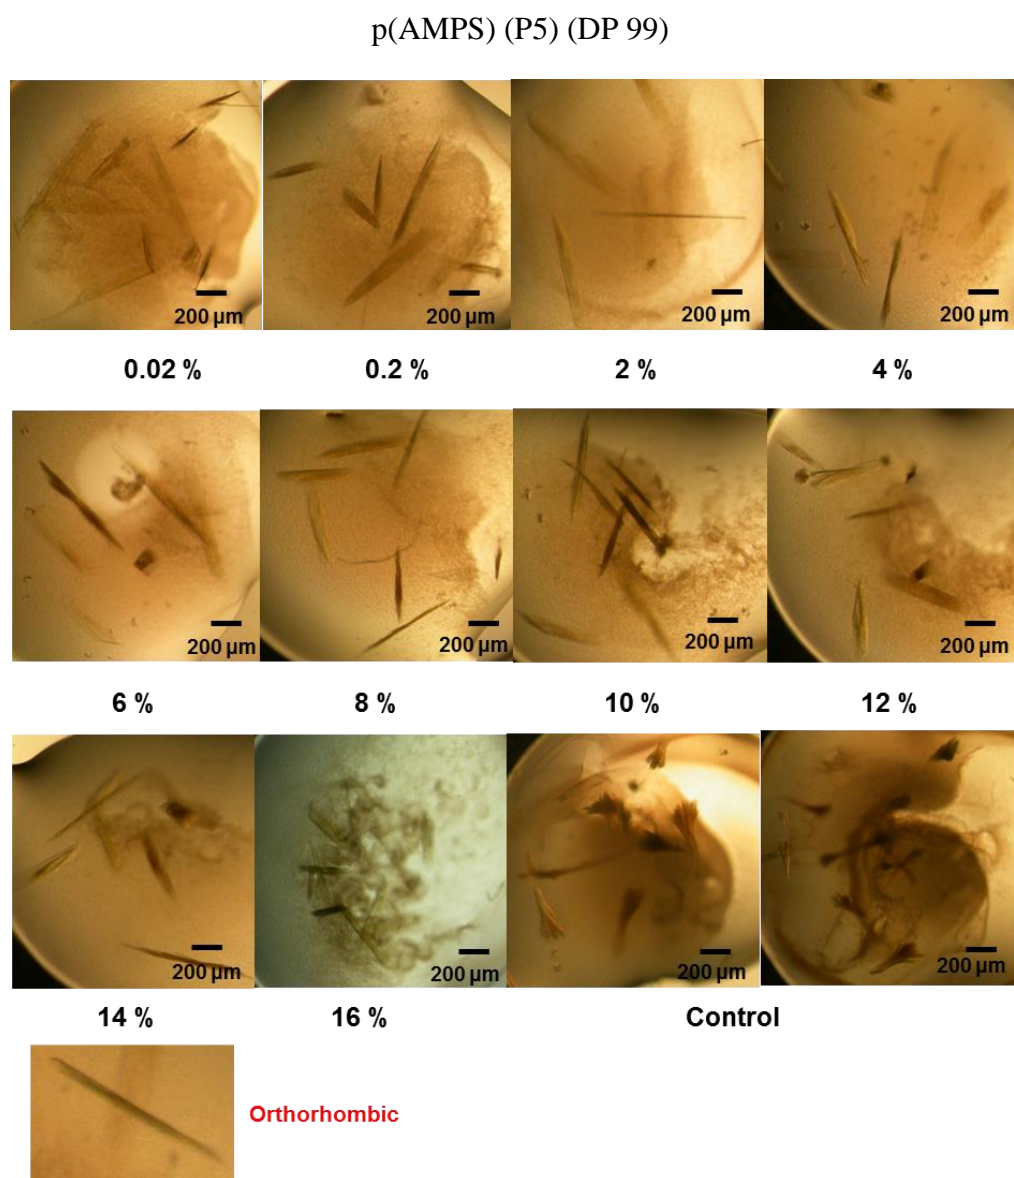 p(AMPS) (P5) (DP 99)
200 µm 200 µm 200 µm 200 µm
0.02 % 0.2 % 2 % 4 %
200 µm 200 µm 200 µm 200 µm
6 % 8 % 10 % 12 %
200 µm 200 µm 200 µm 200 µm
14 % 16 % Control
Orthorhombic